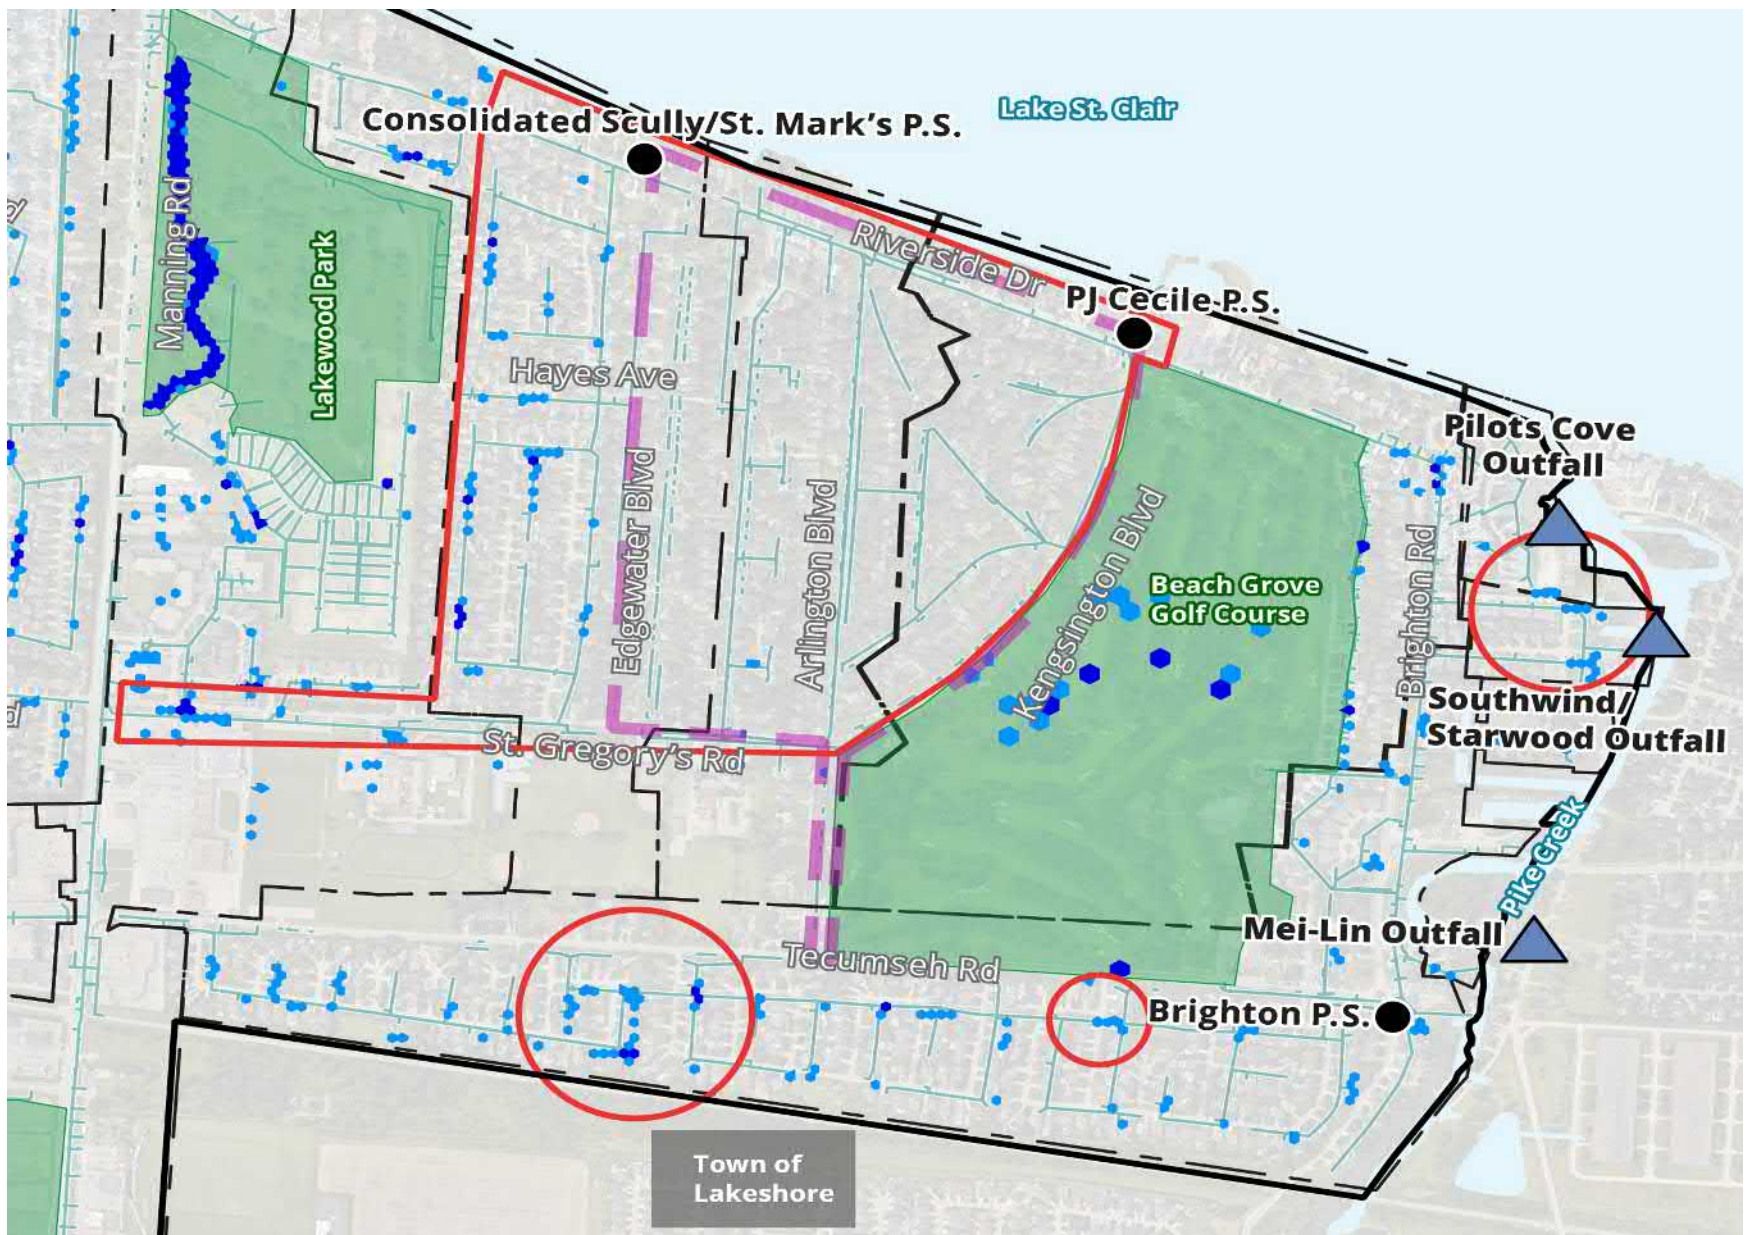 Lake St. Clair
Consolidated Scully/St. Mark's P.S.
Manning Rd
Lakewood Park
Riverside Dr
PJ Cecile P.S.
Hayes Ave
Edgewater Blvd
Arlington Blvd
Kengsington Blvd
Beach Grove
Golf Course
Brighton Rd
Pilots Cove
Outfall
Southwind/
Starwood Outfall
St. Gregory's Rd
Pike Creek
Mei-Lin Outfall
Tecumseh Rd
Brighton P.S.
Town of
Lakeshore